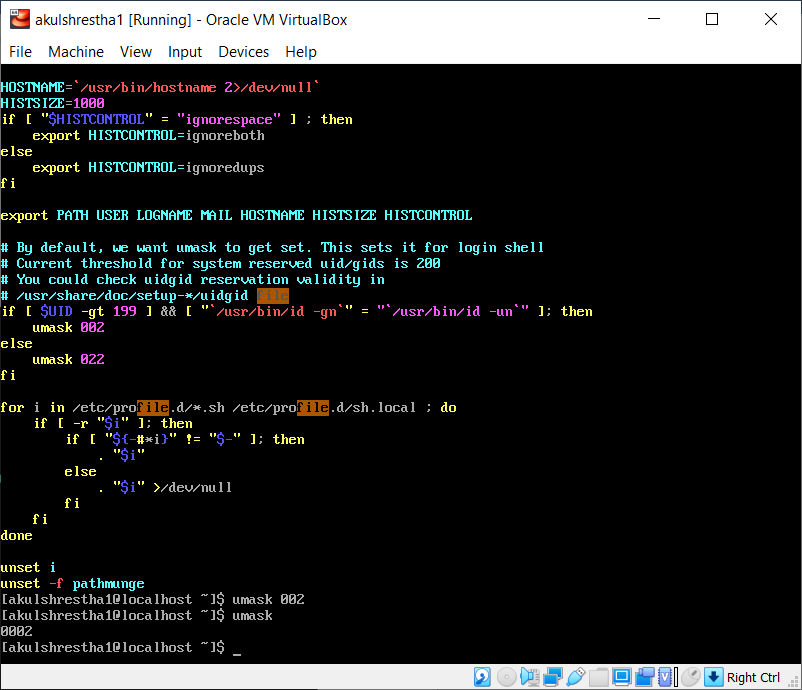 akulshrestha1 [Running] - Oracle VM VirtualBox
File Machine View Input Devices Help
HOSTNAME=`/usr/bin/hostname 2>/dev/null`
HISTSIZE=1000
if [ "$HISTCONTROL" = "ignorespace" ] ; then
    export HISTCONTROL=ignoreboth
else
    export HISTCONTROL=ignoredups
fi
export PATH USER LOGNAME MAIL HOSTNAME HISTSIZE HISTCONTROL
# By default, we want umask to get set. This sets it for login shell
# Current threshold for system reserved uid/gids is 200
# You could check uidgid reservation validity in
# /usr/share/doc/setup-*/uidgid file
if [ $UID -gt 199 ] && [ "`/usr/bin/id -gn`" = "`/usr/bin/id -un`" ]; then
    umask 002
else
    umask 022
fi
for i in /etc/profile.d/*.sh /etc/profile.d/sh.local ; do
    if [ -r "$i" ]; then
        if [ "${-#*i}" != "$-" ]; then
            . "$i"
        else
            . "$i" >/dev/null
        fi
    fi
done
unset i
unset -f pathmunge
[akulshrestha1@localhost ~]$ umask 002
[akulshrestha1@localhost ~]$ umask
0002
[akulshrestha1@localhost ~]$ _
Right Ctrl